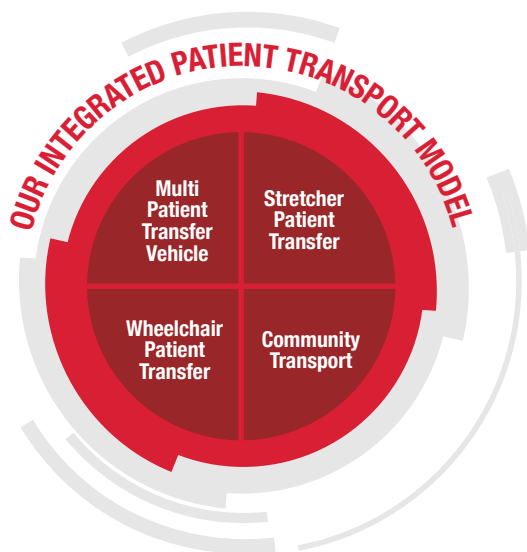 OUR INTEGRATED PATIENT TRANSPORT MODEL
Multi
Patient
Transfer
Vehicle
Stretcher
Patient
Transfer
Wheelchair
Patient
Transfer
Community
Transport